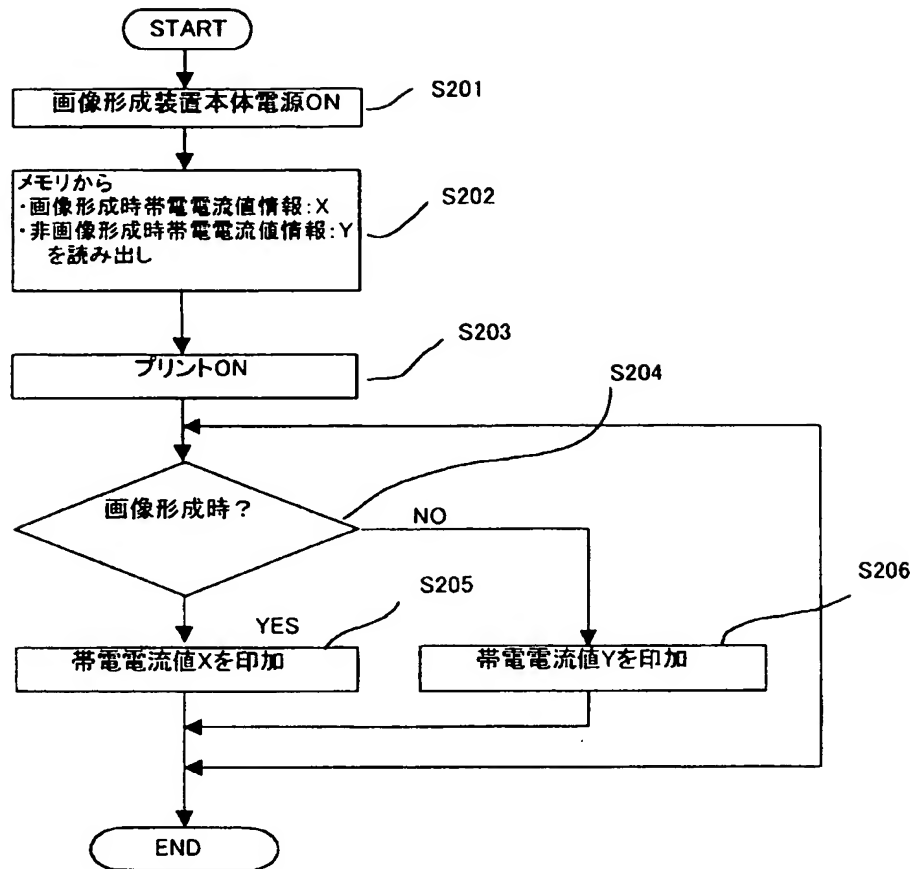 START
画像形成装置本体電源ON
S201
メモリから
・画像形成時帯電電流値情報:X
・非画像形成時帯電電流値情報:Y
を読み出し
S202
プリントON
S203
画像形成時?
S204
NO
YES
帯電電流値Xを印加
S205
帯電電流値Yを印加
S206
END